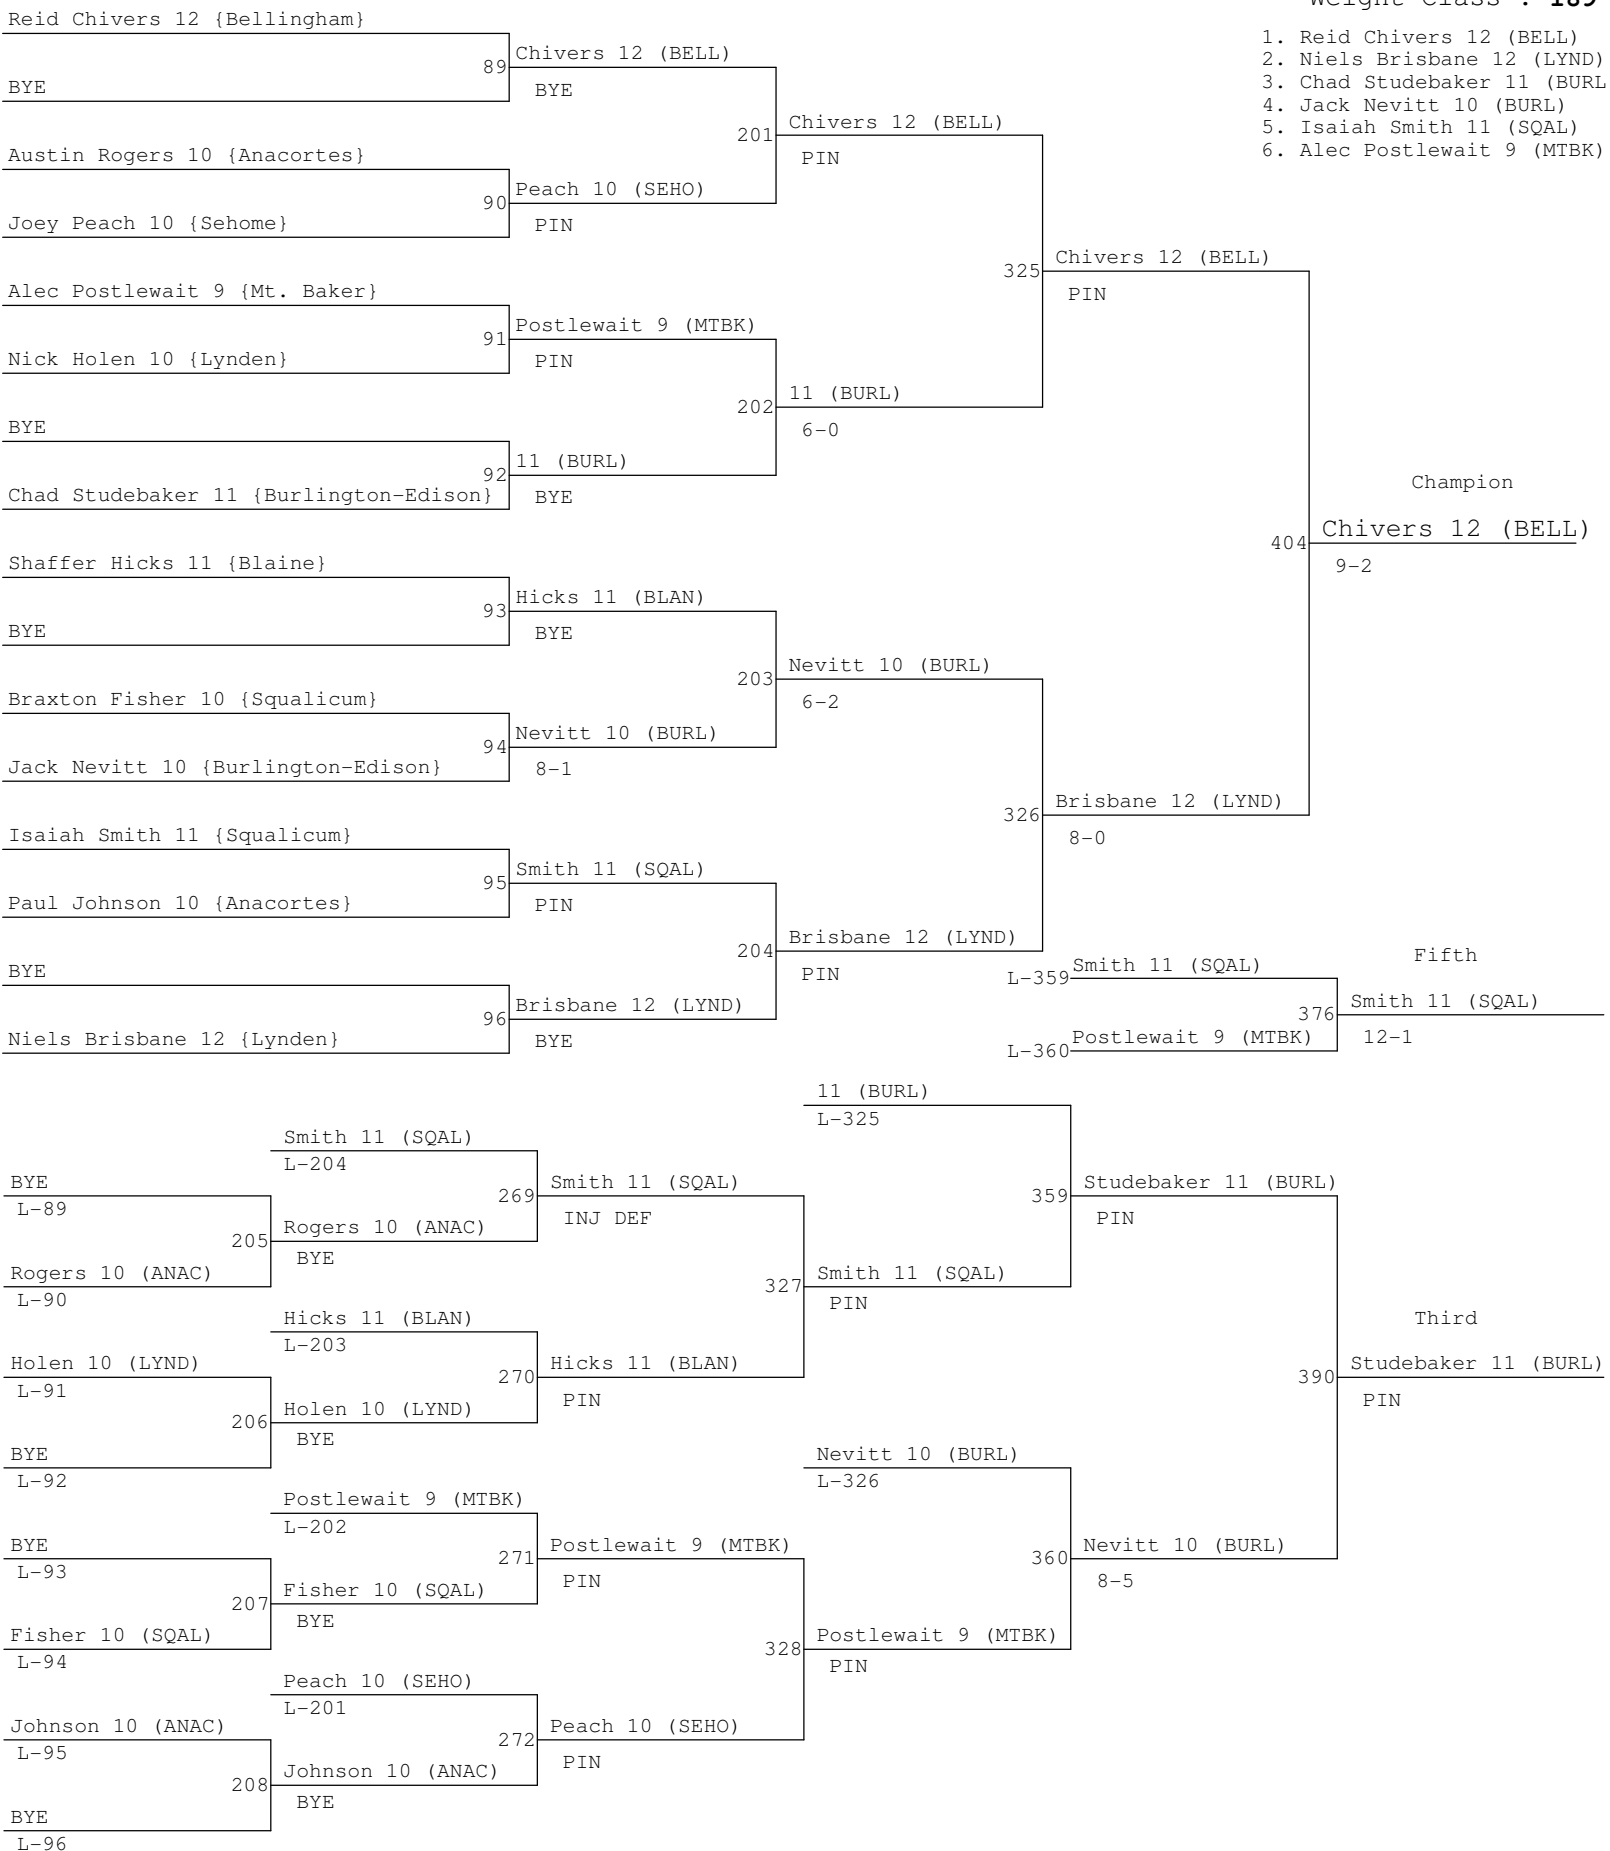 Weight Class : 189
1. Reid Chivers 12 (BELL)
2. Niels Brisbane 12 (LYND)
3. Chad Studebaker 11 (BURL
4. Jack Nevitt 10 (BURL)
5. Isaiah Smith 11 (SQAL)
6. Alec Postlewait 9 (MTBK)
Reid Chivers 12 {Bellingham}
89
Chivers 12 (BELL)
BYE
BYE
201
Chivers 12 (BELL)
PIN
Austin Rogers 10 {Anacortes}
90
Peach 10 (SEHO)
PIN
Joey Peach 10 {Sehome}
325
Chivers 12 (BELL)
PIN
Alec Postlewait 9 {Mt. Baker}
91
Postlewait 9 (MTBK)
PIN
Nick Holen 10 {Lynden}
202
11 (BURL)
6-0
BYE
92
11 (BURL)
BYE
Chad Studebaker 11 {Burlington-Edison}
Champion
404
Chivers 12 (BELL)
9-2
Shaffer Hicks 11 {Blaine}
93
Hicks 11 (BLAN)
BYE
BYE
203
Nevitt 10 (BURL)
6-2
Braxton Fisher 10 {Squalicum}
94
Nevitt 10 (BURL)
8-1
Jack Nevitt 10 {Burlington-Edison}
326
Brisbane 12 (LYND)
8-0
Isaiah Smith 11 {Squalicum}
95
Smith 11 (SQAL)
PIN
Paul Johnson 10 {Anacortes}
204
Brisbane 12 (LYND)
PIN
BYE
96
Brisbane 12 (LYND)
BYE
Niels Brisbane 12 {Lynden}
Fifth
L-359
Smith 11 (SQAL)
376
Smith 11 (SQAL)
12-1
L-360
Postlewait 9 (MTBK)
11 (BURL)
L-325
Smith 11 (SQAL)
L-204
BYE
L-89
269
Smith 11 (SQAL)
INJ DEF
359
Studebaker 11 (BURL)
PIN
205
Rogers 10 (ANAC)
BYE
Rogers 10 (ANAC)
L-90
327
Smith 11 (SQAL)
PIN
Hicks 11 (BLAN)
L-203
Third
Holen 10 (LYND)
L-91
270
Hicks 11 (BLAN)
PIN
390
Studebaker 11 (BURL)
PIN
206
Holen 10 (LYND)
BYE
BYE
L-92
Nevitt 10 (BURL)
L-326
Postlewait 9 (MTBK)
L-202
BYE
L-93
271
Postlewait 9 (MTBK)
PIN
360
Nevitt 10 (BURL)
8-5
207
Fisher 10 (SQAL)
BYE
Fisher 10 (SQAL)
L-94
328
Postlewait 9 (MTBK)
PIN
Peach 10 (SEHO)
L-201
Johnson 10 (ANAC)
L-95
272
Peach 10 (SEHO)
PIN
208
Johnson 10 (ANAC)
BYE
BYE
L-96